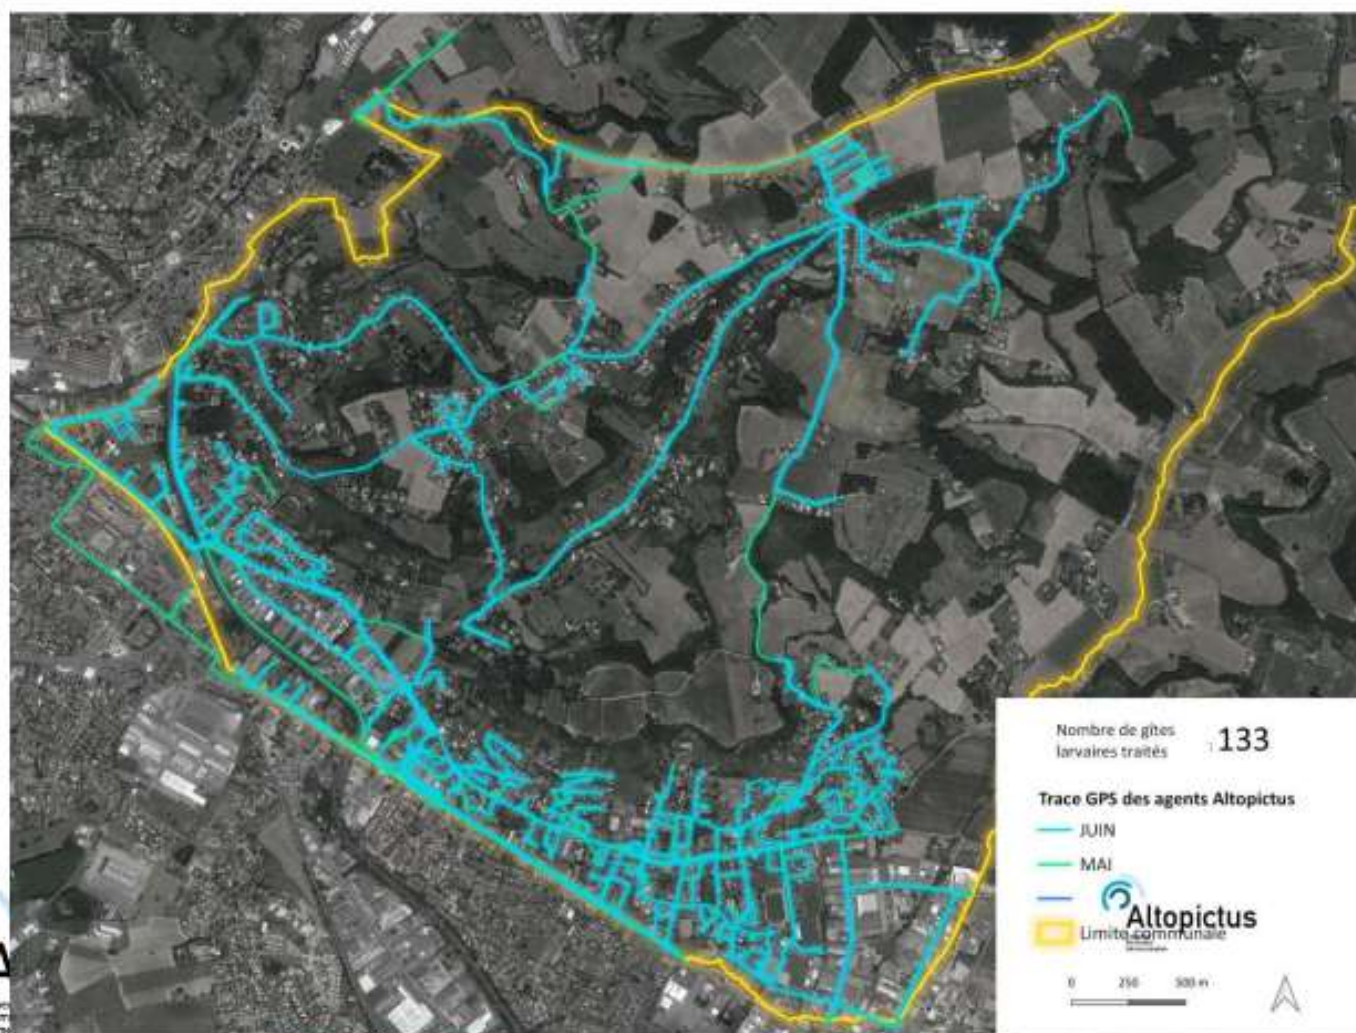 Nombre de gîtes
larvaires traités : 133
Trace GPS des agents Altopictus
JUIN
MAI
Altopictus
Limite communale
0 250 500 m